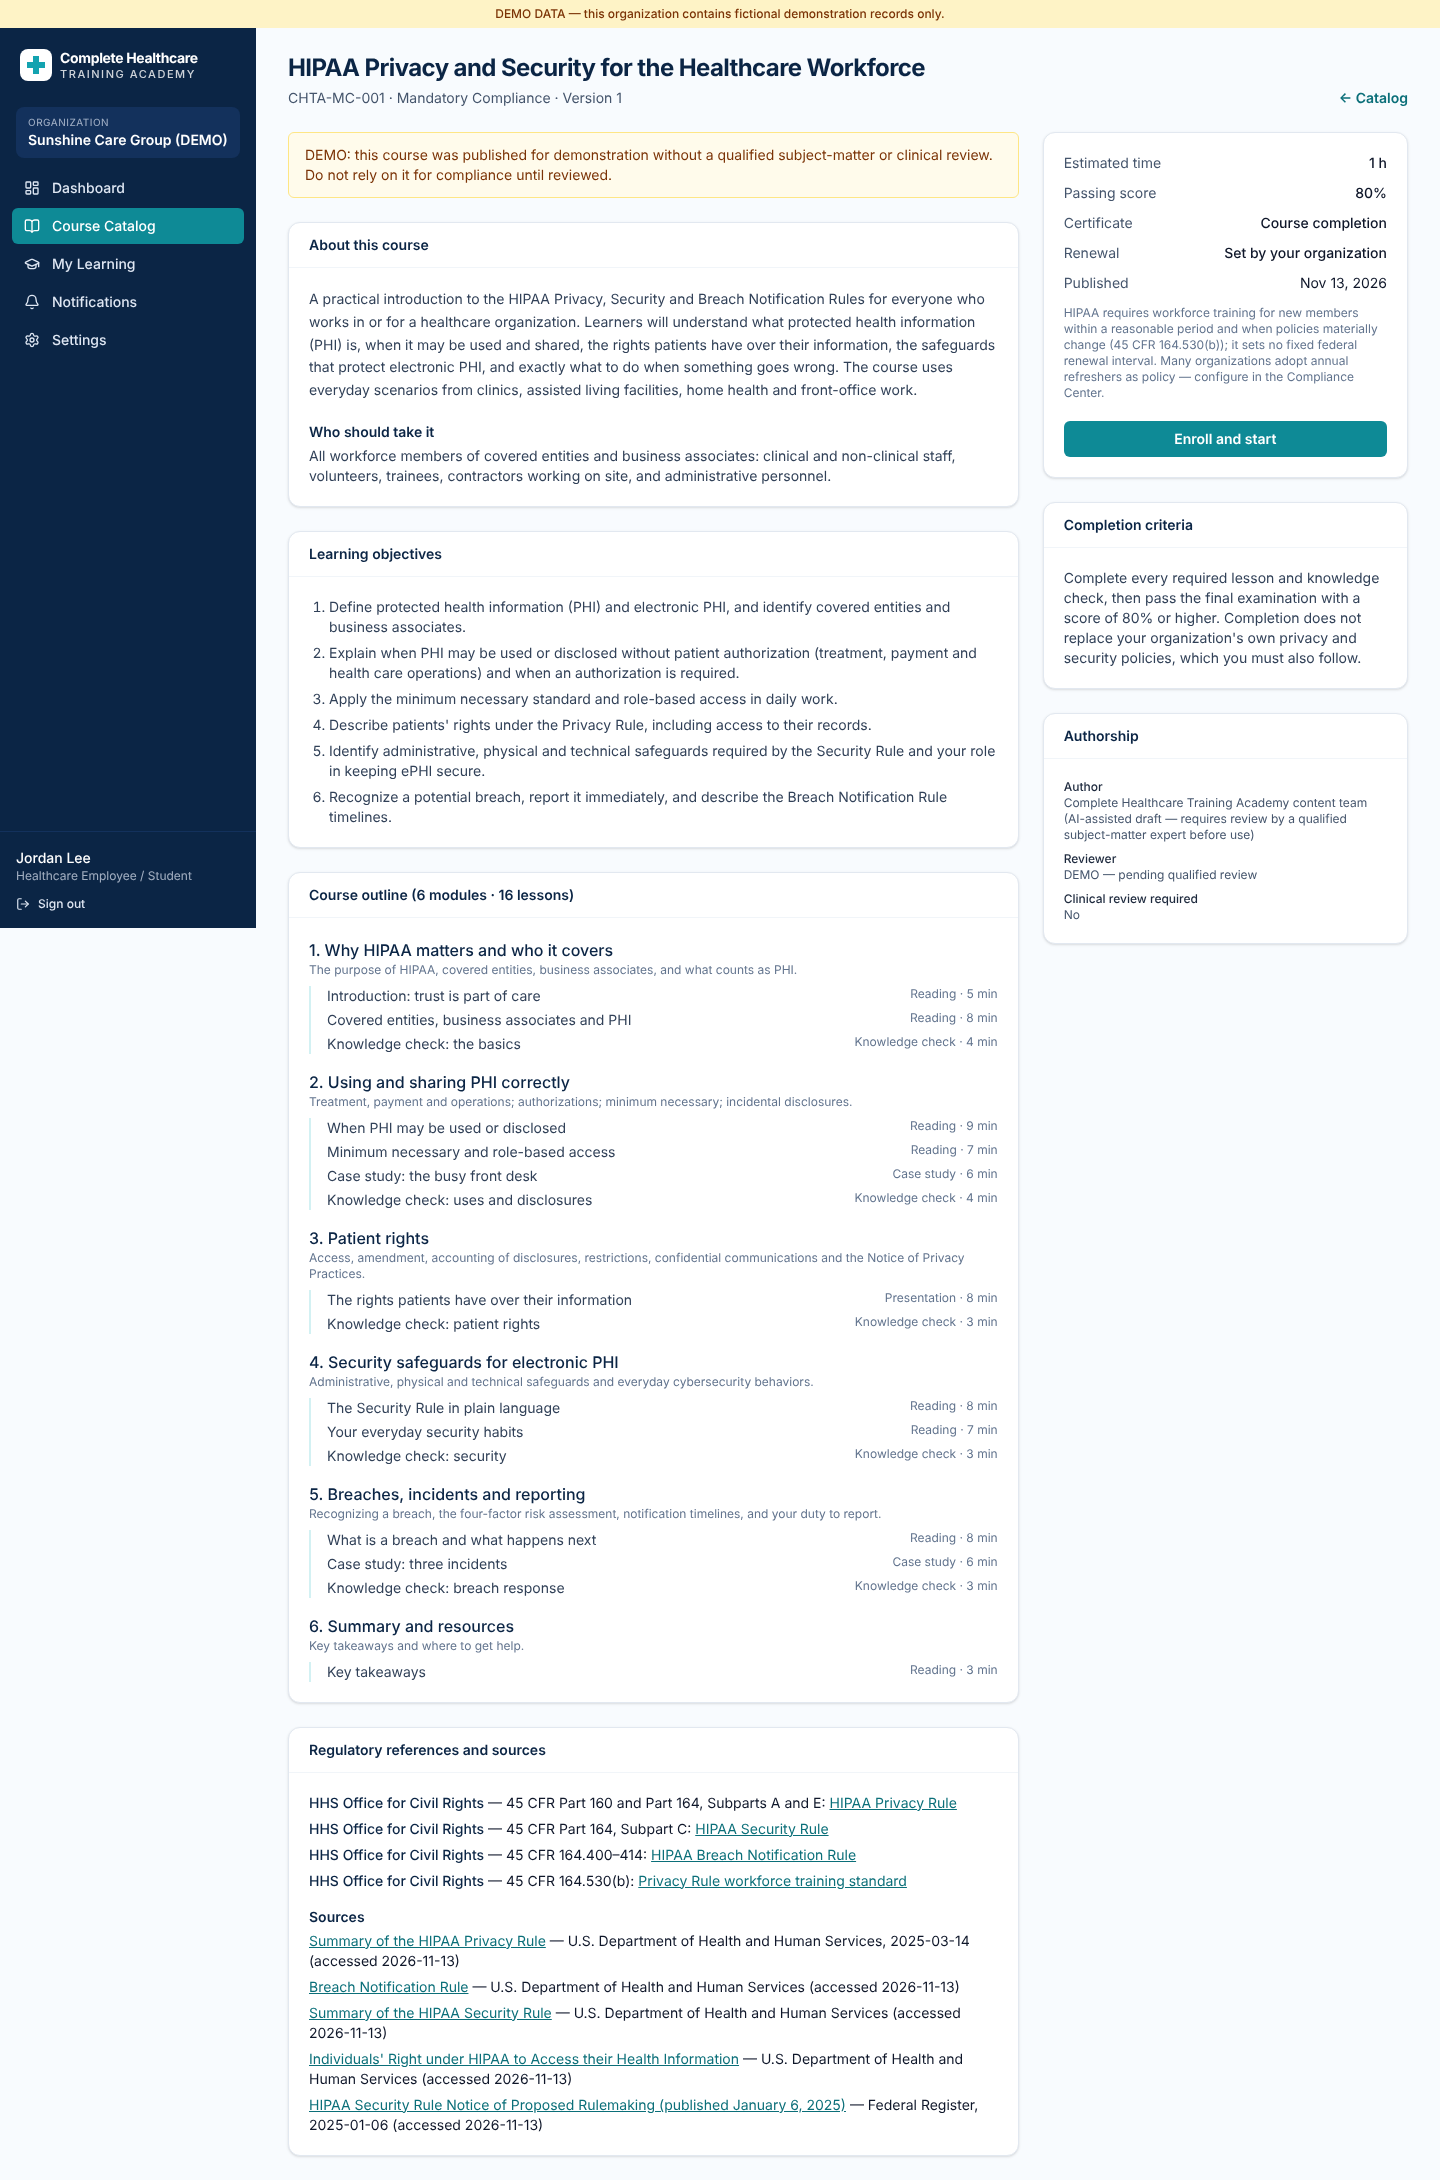 DEMO DATA — this organization contains fictional demonstration records only.
Complete Healthcare
TRAINING ACADEMY
ORGANIZATION
Sunshine Care Group (DEMO)
Dashboard
Course Catalog
My Learning
Notifications
Settings
Jordan Lee
Healthcare Employee / Student
Sign out
HIPAA Privacy and Security for the Healthcare Workforce
CHTA-MC-001 · Mandatory Compliance · Version 1
← Catalog
DEMO: this course was published for demonstration without a qualified subject-matter or clinical review.
Do not rely on it for compliance until reviewed.
About this course
A practical introduction to the HIPAA Privacy, Security and Breach Notification Rules for everyone who
works in or for a healthcare organization. Learners will understand what protected health information
(PHI) is, when it may be used and shared, the rights patients have over their information, the safeguards
that protect electronic PHI, and exactly what to do when something goes wrong. The course uses
everyday scenarios from clinics, assisted living facilities, home health and front-office work.
Who should take it
All workforce members of covered entities and business associates: clinical and non-clinical staff,
volunteers, trainees, contractors working on site, and administrative personnel.
Learning objectives
1. Define protected health information (PHI) and electronic PHI, and identify covered entities and
business associates.
2. Explain when PHI may be used or disclosed without patient authorization (treatment, payment and
health care operations) and when an authorization is required.
3. Apply the minimum necessary standard and role-based access in daily work.
4. Describe patients' rights under the Privacy Rule, including access to their records.
5. Identify administrative, physical and technical safeguards required by the Security Rule and your role
in keeping ePHI secure.
6. Recognize a potential breach, report it immediately, and describe the Breach Notification Rule
timelines.
Course outline (6 modules · 16 lessons)
1. Why HIPAA matters and who it covers
The purpose of HIPAA, covered entities, business associates, and what counts as PHI.
Introduction: trust is part of care Reading · 5 min
Covered entities, business associates and PHI Reading · 8 min
Knowledge check: the basics Knowledge check · 4 min
2. Using and sharing PHI correctly
Treatment, payment and operations; authorizations; minimum necessary; incidental disclosures.
When PHI may be used or disclosed Reading · 9 min
Minimum necessary and role-based access Reading · 7 min
Case study: the busy front desk Case study · 6 min
Knowledge check: uses and disclosures Knowledge check · 4 min
3. Patient rights
Access, amendment, accounting of disclosures, restrictions, confidential communications and the Notice of Privacy
Practices.
The rights patients have over their information Presentation · 8 min
Knowledge check: patient rights Knowledge check · 3 min
4. Security safeguards for electronic PHI
Administrative, physical and technical safeguards and everyday cybersecurity behaviors.
The Security Rule in plain language Reading · 8 min
Your everyday security habits Reading · 7 min
Knowledge check: security Knowledge check · 3 min
5. Breaches, incidents and reporting
Recognizing a breach, the four-factor risk assessment, notification timelines, and your duty to report.
What is a breach and what happens next Reading · 8 min
Case study: three incidents Case study · 6 min
Knowledge check: breach response Knowledge check · 3 min
6. Summary and resources
Key takeaways and where to get help.
Key takeaways Reading · 3 min
Regulatory references and sources
HHS Office for Civil Rights — 45 CFR Part 160 and Part 164, Subparts A and E: HIPAA Privacy Rule
HHS Office for Civil Rights — 45 CFR Part 164, Subpart C: HIPAA Security Rule
HHS Office for Civil Rights — 45 CFR 164.400–414: HIPAA Breach Notification Rule
HHS Office for Civil Rights — 45 CFR 164.530(b): Privacy Rule workforce training standard
Sources
Summary of the HIPAA Privacy Rule — U.S. Department of Health and Human Services, 2025-03-14
(accessed 2026-11-13)
Breach Notification Rule — U.S. Department of Health and Human Services (accessed 2026-11-13)
Summary of the HIPAA Security Rule — U.S. Department of Health and Human Services (accessed
2026-11-13)
Individuals' Right under HIPAA to Access their Health Information — U.S. Department of Health and
Human Services (accessed 2026-11-13)
HIPAA Security Rule Notice of Proposed Rulemaking (published January 6, 2025) — Federal Register,
2025-01-06 (accessed 2026-11-13)
Estimated time 1 h
Passing score 80%
Certificate Course completion
Renewal Set by your organization
Published Nov 13, 2026
HIPAA requires workforce training for new members
within a reasonable period and when policies materially
change (45 CFR 164.530(b)); it sets no fixed federal
renewal interval. Many organizations adopt annual
refreshers as policy — configure in the Compliance
Center.
Enroll and start
Completion criteria
Complete every required lesson and knowledge
check, then pass the final examination with a
score of 80% or higher. Completion does not
replace your organization's own privacy and
security policies, which you must also follow.
Authorship
Author
Complete Healthcare Training Academy content team
(AI-assisted draft — requires review by a qualified
subject-matter expert before use)
Reviewer
DEMO — pending qualified review
Clinical review required
No